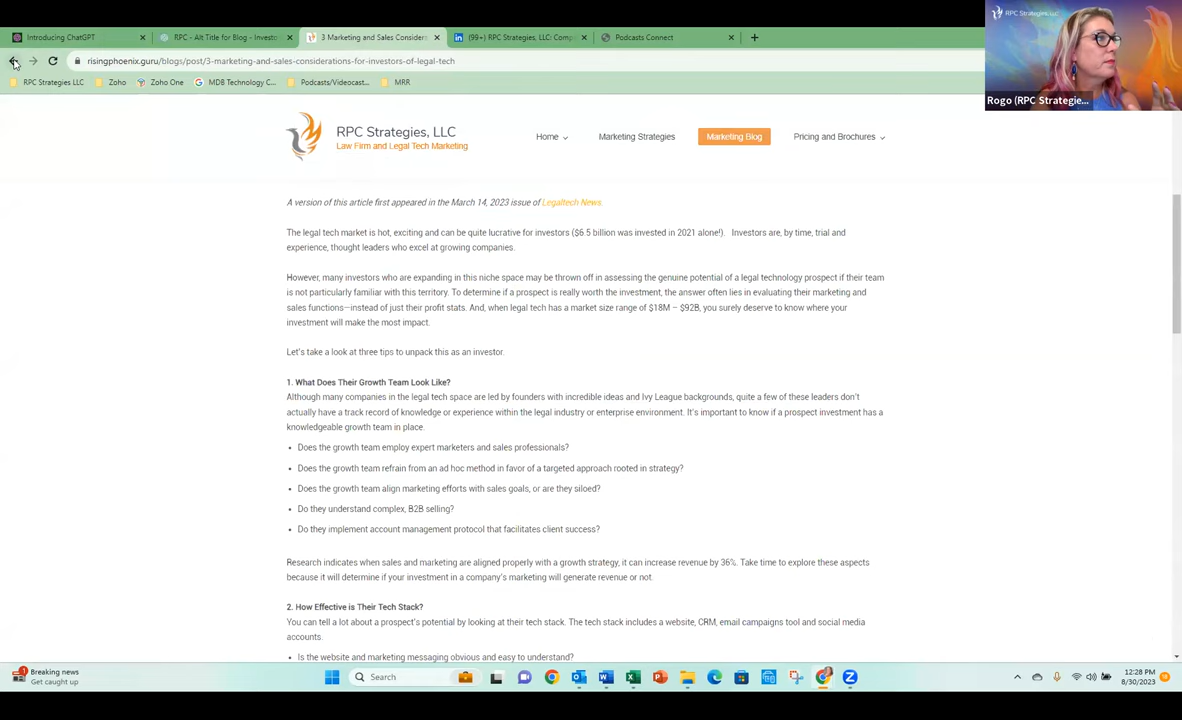 Introducing ChatGPT
RPC - Alt Title for Blog - Investo
3 Marketing and Sales Consider
(99+) RPC Strategies, LLC: Comp
Podcasts Connect
risingphoenix.guru/blogs/post/3-marketing-and-sales-considerations-for-investors-of-legal-tech
RPC Strategies LLC
Zoho
Zoho One
MDB Technology C...
Podcasts/Videocast...
MRR
RPC Strategies, LLC
Rogo (RPC Strategie...
RPC Strategies, LLC
Law Firm and Legal Tech Marketing
Home
Marketing Strategies
Marketing Blog
Pricing and Brochures
A version of this article first appeared in the March 14, 2023 issue of Legaltech News.
The legal tech market is hot, exciting and can be quite lucrative for investors ($6.5 billion was invested in 2021 alone!). Investors are, by time, trial and
experience, thought leaders who excel at growing companies.
However, many investors who are expanding in this niche space may be thrown off in assessing the genuine potential of a legal technology prospect if their team
is not particularly familiar with this territory. To determine if a prospect is really worth the investment, the answer often lies in evaluating their marketing and
sales functions—instead of just their profit stats. And, when legal tech has a market size range of $18M – $92B, you surely deserve to know where your
investment will make the most impact.
Let's take a look at three tips to unpack this as an investor.
1. What Does Their Growth Team Look Like?
Although many companies in the legal tech space are led by founders with incredible ideas and Ivy League backgrounds, quite a few of these leaders don't
actually have a track record of knowledge or experience within the legal industry or enterprise environment. It's important to know if a prospect investment has a
knowledgeable growth team in place.
• Does the growth team employ expert marketers and sales professionals?
• Does the growth team refrain from an ad hoc method in favor of a targeted approach rooted in strategy?
• Does the growth team align marketing efforts with sales goals, or are they siloed?
• Do they understand complex, B2B selling?
• Do they implement account management protocol that facilitates client success?
Research indicates when sales and marketing are aligned properly with a growth strategy, it can increase revenue by 36%. Take time to explore these aspects
because it will determine if your investment in a company's marketing will generate revenue or not.
2. How Effective is Their Tech Stack?
You can tell a lot about a prospect's potential by looking at their tech stack. The tech stack includes a website, CRM, email campaigns tool and social media
accounts.
• Is the website and marketing messaging obvious and easy to understand?
Breaking news
Get caught up
Search
12:28 PM
8/30/2023